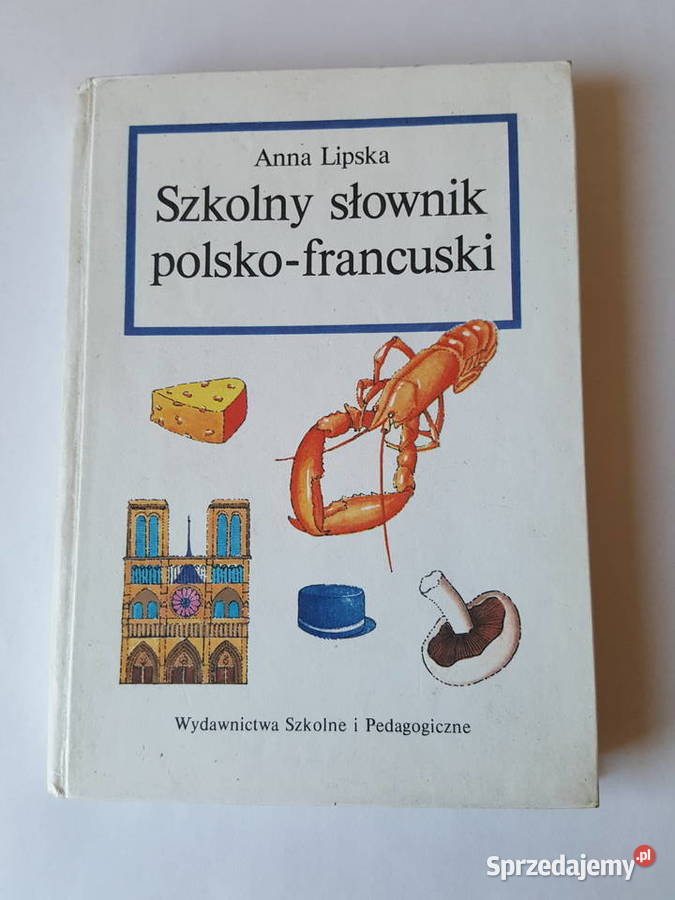 Anna Lipska
Szkolny słownik
polsko-francuski
Wydawnictwa Szkolne i Pedagogiczne
Sprzedajemy.pl